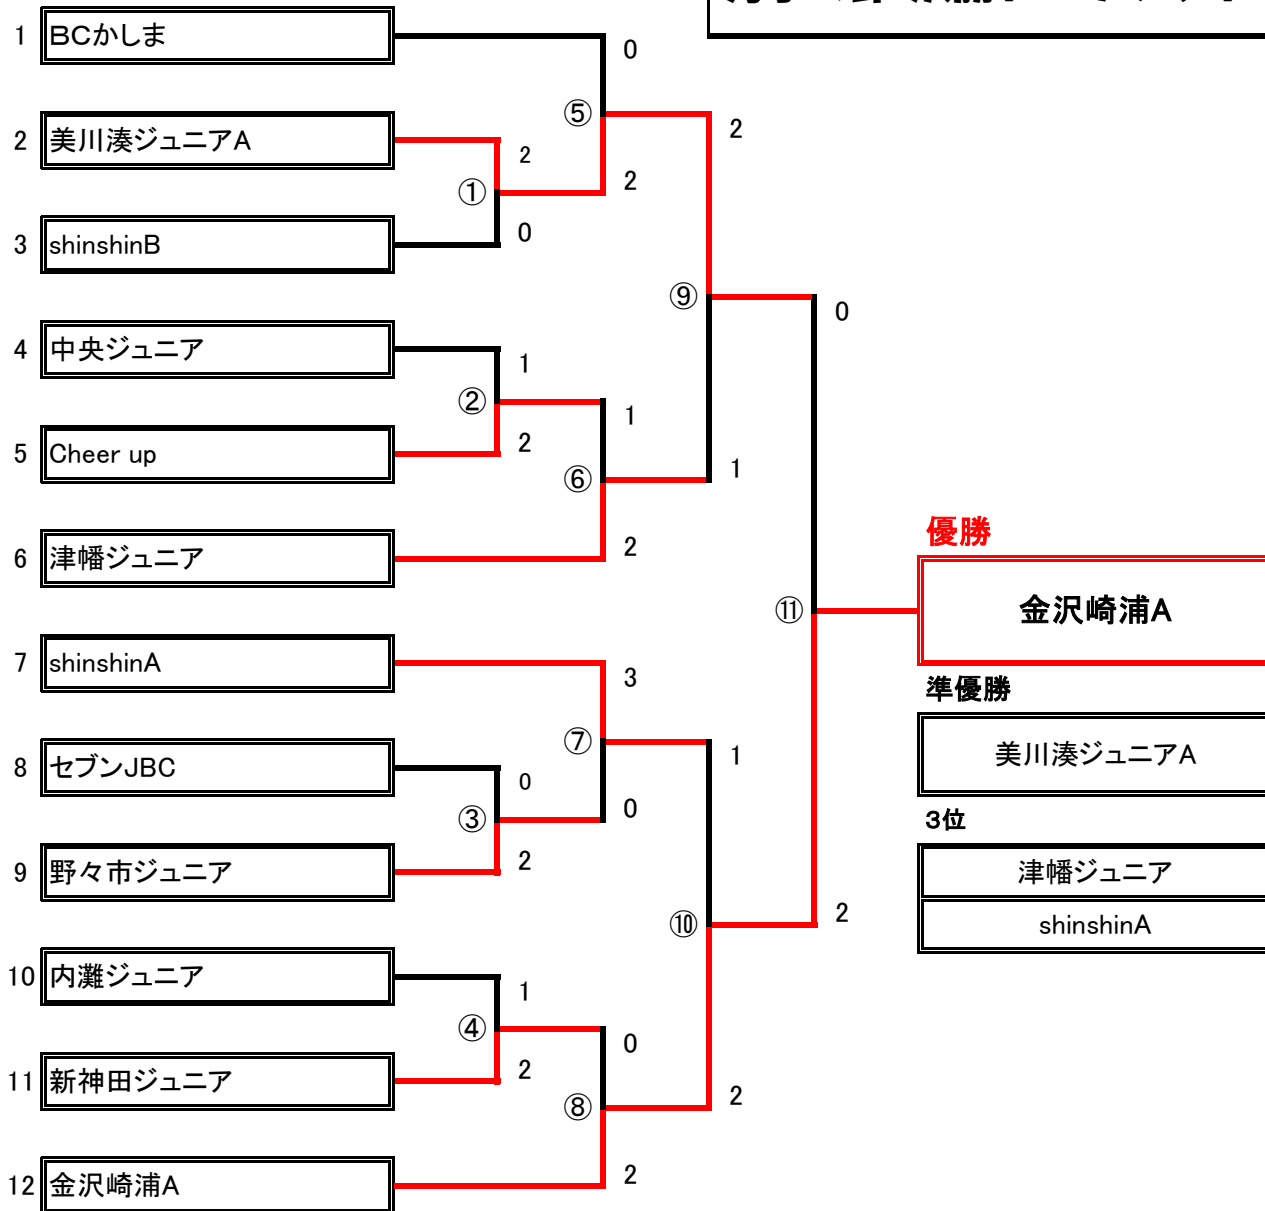 1 BCかしま
0
⑤
2
2 美川湊ジュニアA
2
①
2
3 shinshinB
0
⑨
0
4 中央ジュニア
1
②
1
5 Cheer up
2
⑥
1
6 津幡ジュニア
2
優勝
金沢崎浦A
⑪
7 shinshinA
3
準優勝
美川湊ジュニアA
⑦
1
8 セブンJBC
0
③
0
3位
津幡ジュニア
shinshinA
9 野々市ジュニア
2
⑩
2
10 内灘ジュニア
1
④
0
11 新神田ジュニア
2
⑧
2
12 金沢崎浦A
2